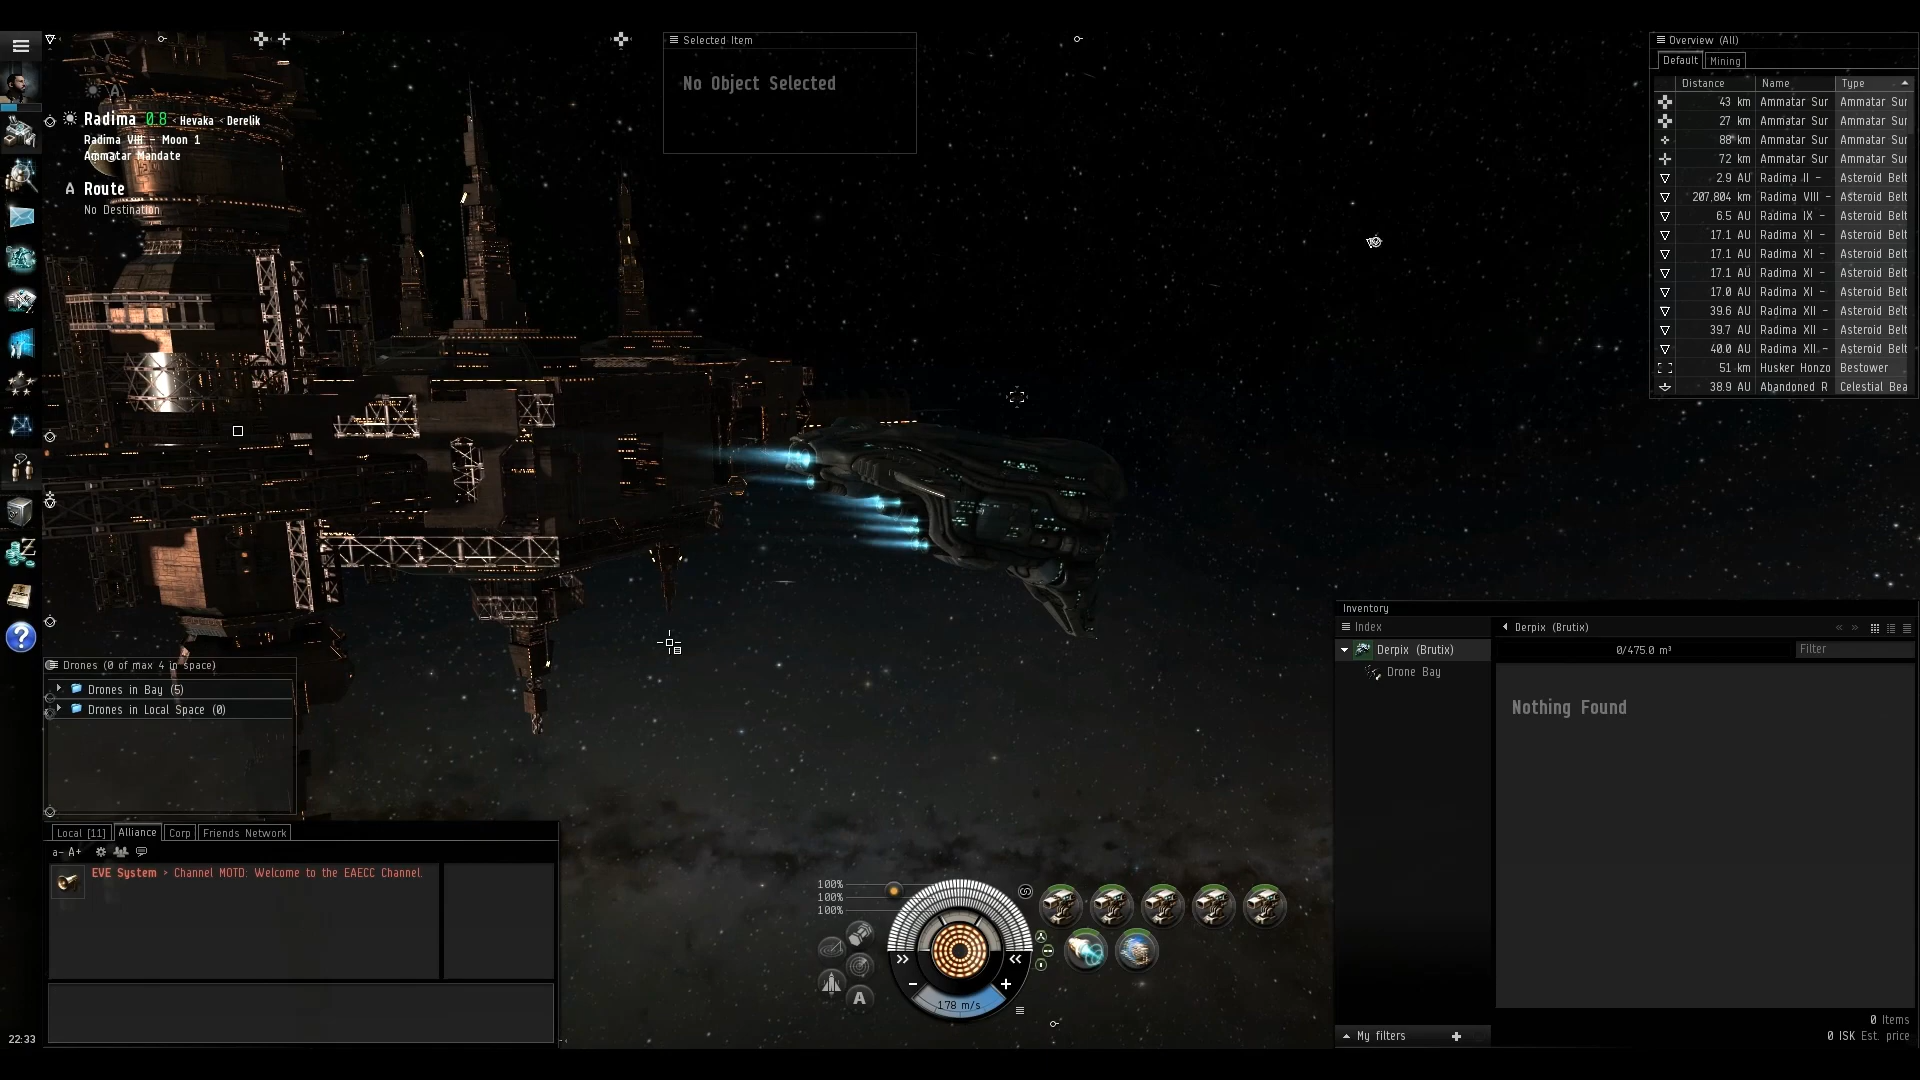 Selected Item
No Object Selected
Radima 0.8 < Hevaka < Derelik
Radima VIII - Moon 1
Ammatar Mandate
A
A Route
No Destination
Overview (All)
Default Mining
Distance Name Type
43 km Ammatar Sur Ammatar Sur
27 km Ammatar Sur Ammatar Sur
88 km Ammatar Sur Ammatar Sur
72 km Ammatar Sur Ammatar Sur
2.9 AU Radima II - Asteroid Belt
207,804 km Radima VIII - Asteroid Belt
6.5 AU Radima IX - Asteroid Belt
17.1 AU Radima XI - Asteroid Belt
17.1 AU Radima XI - Asteroid Belt
17.1 AU Radima XI - Asteroid Belt
17.0 AU Radima XI - Asteroid Belt
39.6 AU Radima XII - Asteroid Belt
39.7 AU Radima XII - Asteroid Belt
40.0 AU Radima XII - Asteroid Belt
51 km Husker Honzo Bestower
38.9 AU Abandoned R Celestial Bea
Drones (0 of max 4 in space)
Drones in Bay (5)
Drones in Local Space (0)
Local [11] Alliance Corp Friends Network
a- A+
EVE System > Channel MOTD: Welcome to the EAECC Channel.
22:33
100%
100%
100%
A
178 m/s
Inventory
Index
Derpix (Brutix)
Drone Bay
Derpix (Brutix)
0/475.0 m³
Filter
Nothing Found
My filters
0 Items
0 ISK Est. price